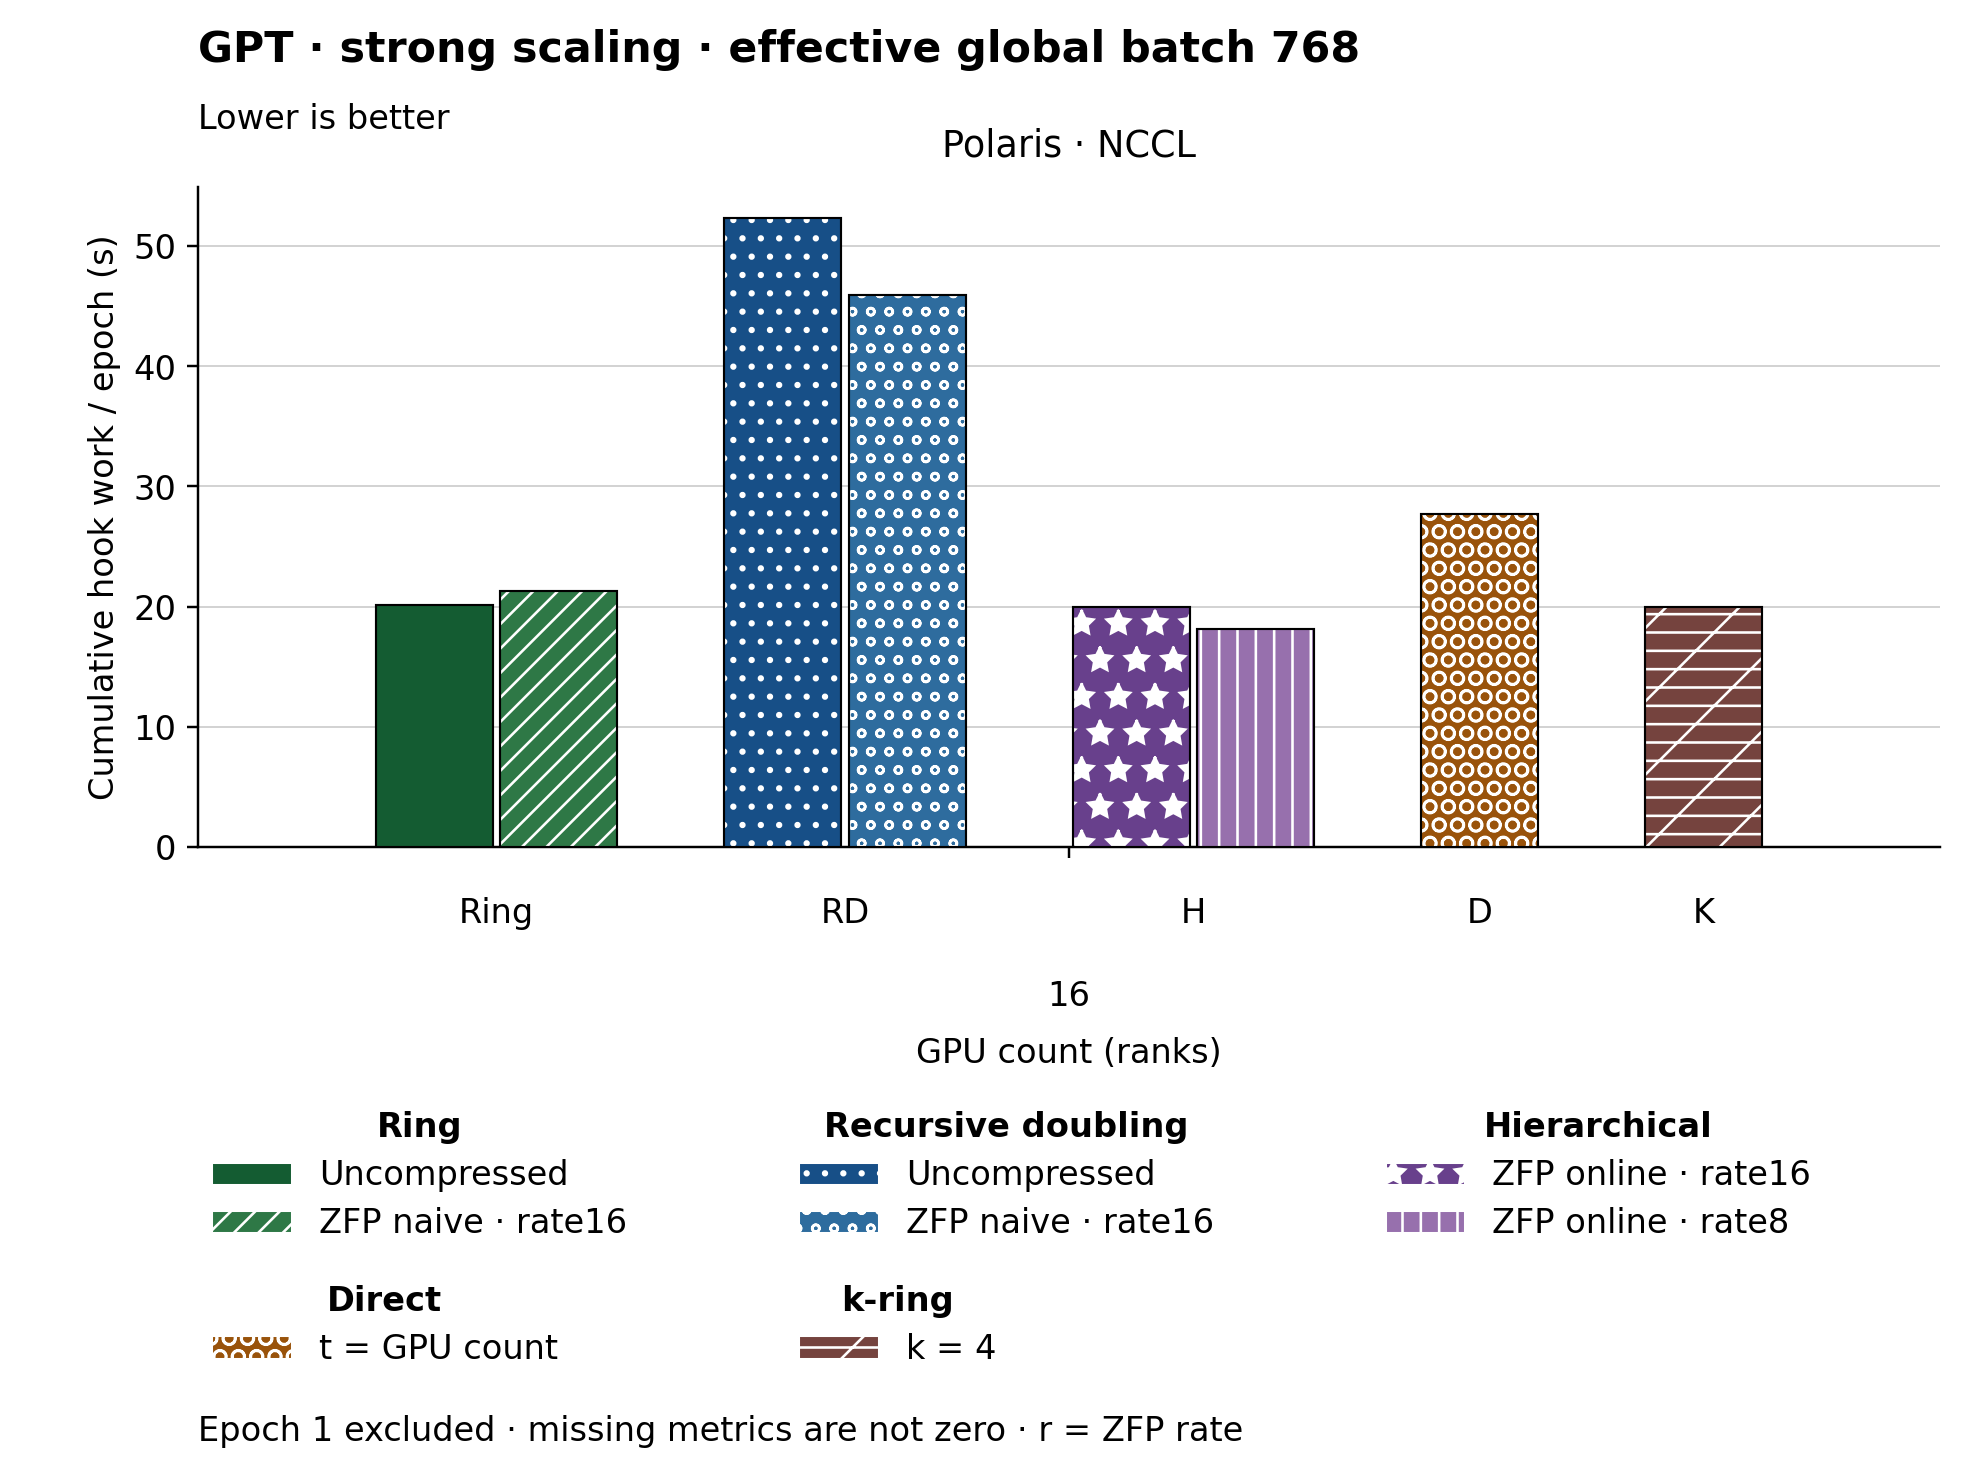 GPT · strong scaling · effective global batch 768
Lower is better
Polaris · NCCL
Cumulative hook work / epoch (s)
50
40
30
20
10
0
Ring RD H D K
16
GPU count (ranks)
Ring
Uncompressed
ZFP naive · rate16
Recursive doubling
Uncompressed
ZFP naive · rate16
Hierarchical
ZFP online · rate16
ZFP online · rate8
Direct
t = GPU count
k-ring
k = 4
Epoch 1 excluded · missing metrics are not zero · r = ZFP rate